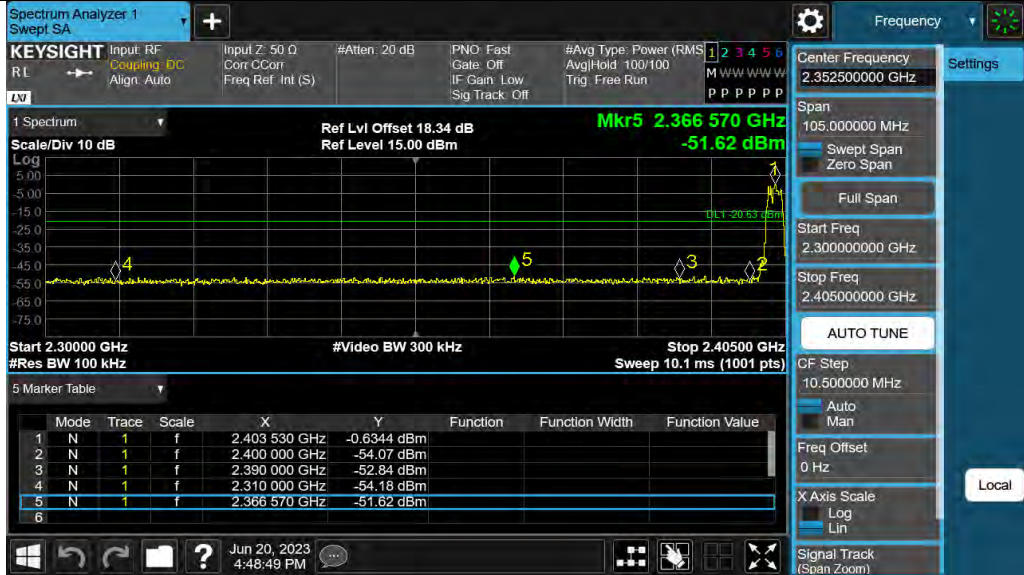 Spectrum Analyzer 1
Swept SA
+
Frequency
KEYSIGHT
RL
LXI
Input: RF
Coupling: DC
Align: Auto
Input Z: 50 Ω
Corr CCorr
Freq Ref: Int (S)
#Atten: 20 dB
PNO: Fast
Gate: Off
IF Gain: Low
Sig Track: Off
#Avg Type: Power (RMS
Avg|Hold: 100/100
Trig: Free Run
1 2 3 4 5 6
M W W W W W
P P P P P P
1 Spectrum
Scale/Div 10 dB
Ref Lvl Offset 18.34 dB
Ref Level 15.00 dBm
Mkr5 2.366 570 GHz
-51.62 dBm
Log
5.00
-5.00
-15.0
-25.0
-35.0
-45.0
-55.0
-65.0
-75.0
DL1 -20.63 dBm
1
4
5
3
2
Start 2.30000 GHz
#Video BW 300 kHz
Stop 2.40500 GHz
#Res BW 100 kHz
Sweep 10.1 ms (1001 pts)
5 Marker Table
Mode Trace Scale X Y Function Function Width Function Value
1 N 1 f 2.403 530 GHz -0.6344 dBm
2 N 1 f 2.400 000 GHz -54.07 dBm
3 N 1 f 2.390 000 GHz -52.84 dBm
4 N 1 f 2.310 000 GHz -54.18 dBm
5 N 1 f 2.366 570 GHz -51.62 dBm
6
?
Jun 20, 2023
4:48:49 PM
Center Frequency
2.352500000 GHz
Span
105.000000 MHz
Swept Span
Zero Span
Full Span
Start Freq
2.300000000 GHz
Stop Freq
2.405000000 GHz
AUTO TUNE
CF Step
10.500000 MHz
Auto
Man
Freq Offset
0 Hz
X Axis Scale
Log
Lin
Signal Track
(Span Zoom)
Settings
Local